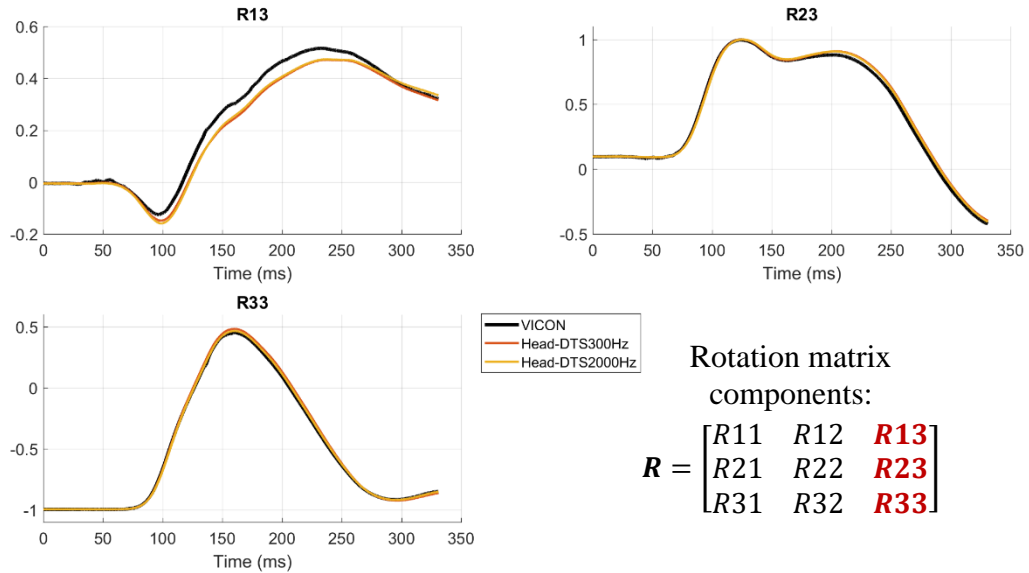 R13
0.6
0.4
0.2
0
-0.2
0 50 100 150 200 250 300 350
Time (ms)
R23
1
0.5
0
-0.5
0 50 100 150 200 250 300 350
Time (ms)
R33
0.5
0
-0.5
-1
0 50 100 150 200 250 300 350
Time (ms)
VICON
Head-DTS300Hz
Head-DTS2000Hz
Rotation matrix
components:
R11 R12 R13
R = R21 R22 R23
R31 R32 R33